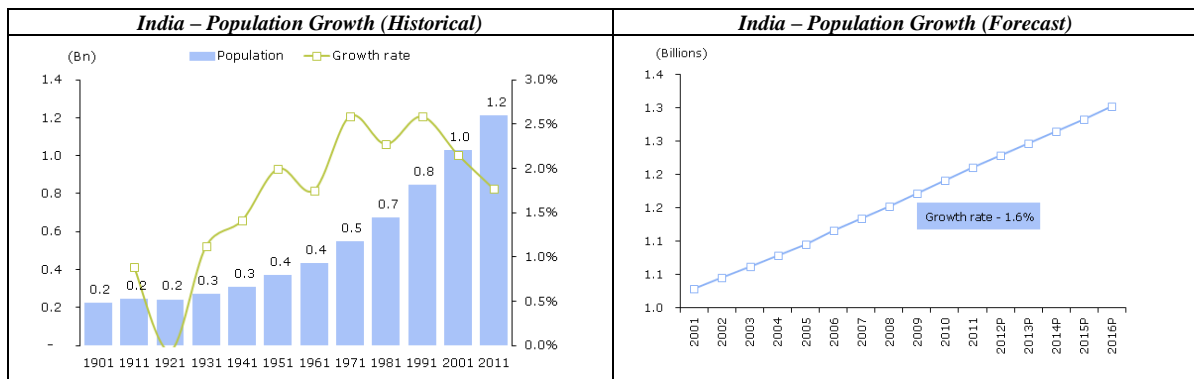 India – Population Growth (Historical)
India – Population Growth (Forecast)
(Bn)
Population
Growth rate
1.4
1.2
1.0
0.8
0.6
0.4
0.2
-
3.0%
2.5%
2.0%
1.5%
1.0%
0.5%
0.0%
0.2 0.2 0.2 0.3 0.3 0.4 0.4 0.5 0.7 0.8 1.0 1.2
1901 1911 1921 1931 1941 1951 1961 1971 1981 1991 2001 2011
(Billions)
1.4
1.3
1.3
1.2
1.2
1.1
1.1
1.0
Growth rate - 1.6%
2001 2002 2003 2004 2005 2006 2007 2008 2009 2010 2011 2012P 2013P 2014P 2015P 2016P